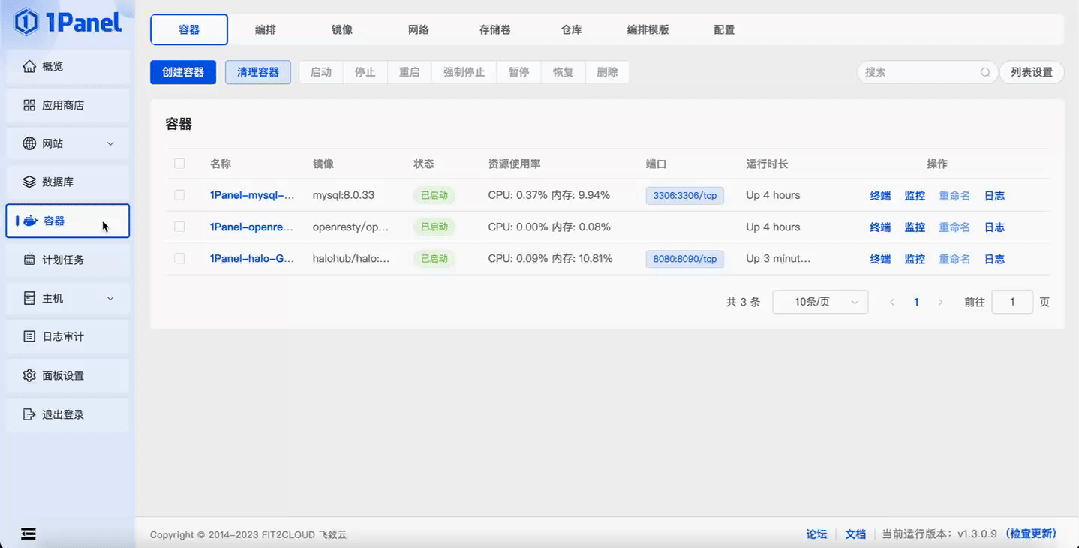 1Panel
概览
应用商店
网站
数据库
容器
计划任务
主机
日志审计
面板设置
退出登录
容器 编排 镜像 网络 存储卷 仓库 编排模版 配置
创建容器 清理容器 启动 停止 重启 强制停止 暂停 恢复 删除 搜索 列表设置
容器
名称 镜像 状态 资源使用率 端口 运行时长 操作
1Panel-mysql-... mysql:8.0.33 已启动 CPU: 0.37% 内存: 9.94% 3306:3306/tcp Up 4 hours 终端 监控 重命名 日志
1Panel-openre... openresty/op... 已启动 CPU: 0.00% 内存: 0.08% Up 4 hours 终端 监控 重命名 日志
1Panel-halo-G... halohub/halo:... 已启动 CPU: 0.09% 内存: 10.81% 8080:8090/tcp Up 3 minut... 终端 监控 重命名 日志
共 3 条 10条/页 1 前往 1 页
Copyright © 2014-2023 FIT2CLOUD 飞致云 论坛 文档 当前运行版本: v1.3.0.9 (检查更新)